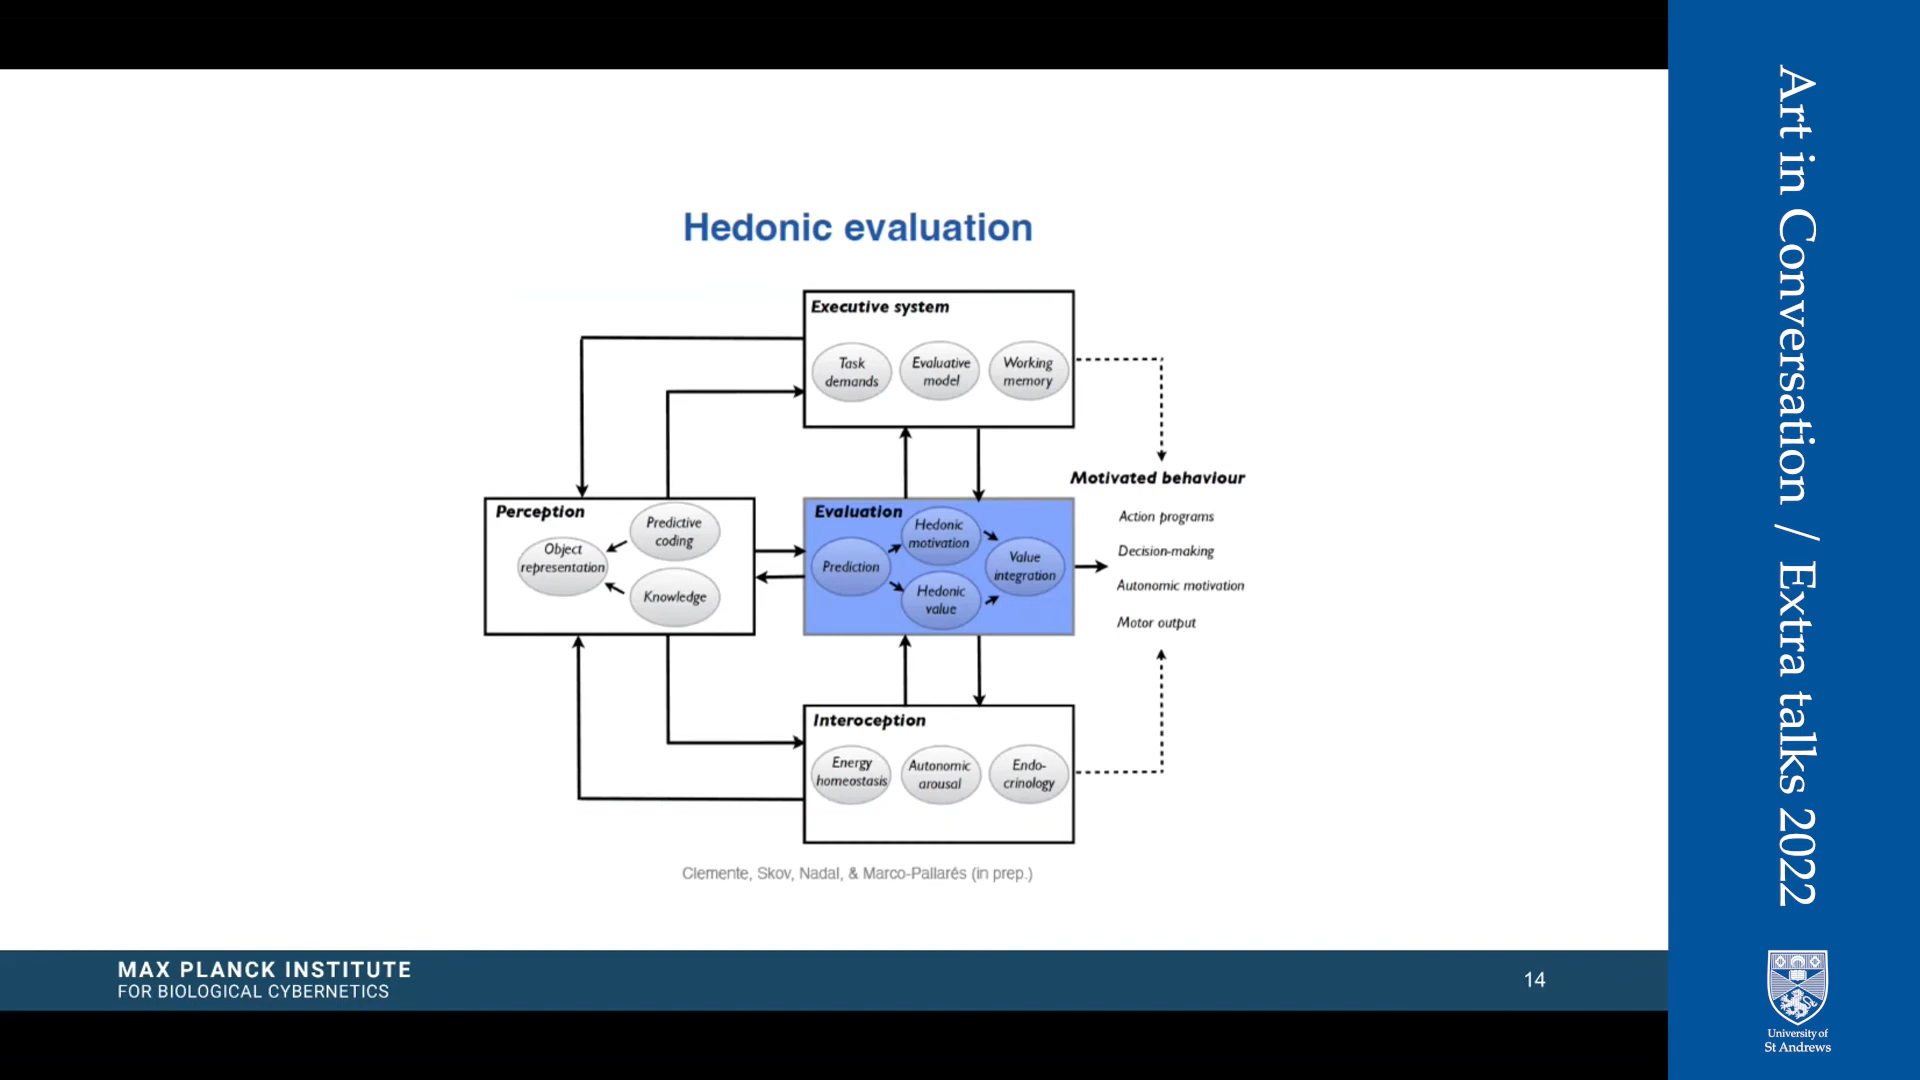 Hedonic evaluation
Executive system
Task
demands
Evaluative
model
Working
memory
Perception
Object
representation
Predictive
coding
Knowledge
Evaluation
Prediction
Hedonic
motivation
Hedonic
value
Value
integration
Motivated behaviour
Action programs
Decision-making
Autonomic motivation
Motor output
Interoception
Energy
homeostasis
Autonomic
arousal
Endo-
crinology
Clemente, Skov, Nadal, & Marco-Pallarés (in prep.)
MAX PLANCK INSTITUTE
FOR BIOLOGICAL CYBERNETICS
14
Art in Conversation / Extra talks 2022
University of
St Andrews